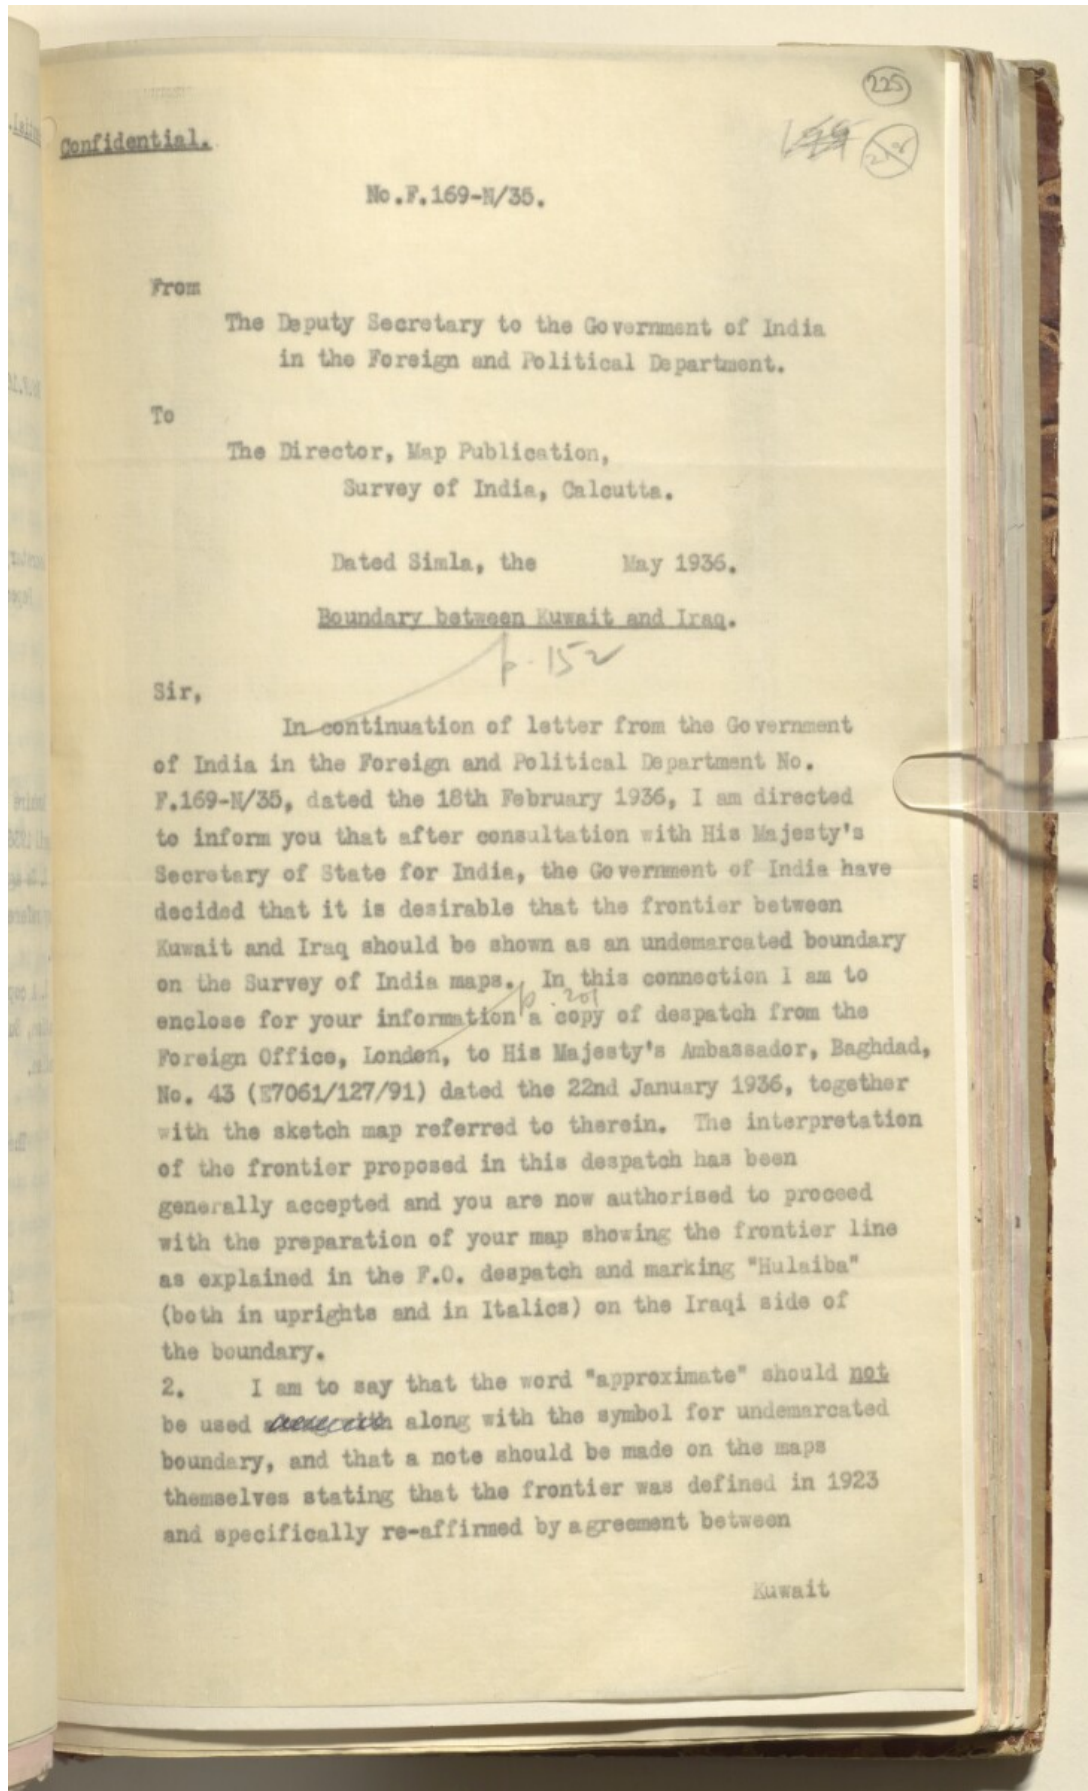 225
Confidential.
No.F.169-N/35.
From
The Deputy Secretary to the Government of India
in the Foreign and Political Department.
To
The Director, Map Publication,
Survey of India, Calcutta.
Dated Simla, the May 1936.
Boundary between Kuwait and Iraq.
p. 152
Sir,
In continuation of letter from the Government
of India in the Foreign and Political Department No.
F.169-N/35, dated the 18th February 1936, I am directed
to inform you that after consultation with His Majesty's
Secretary of State for India, the Government of India have
decided that it is desirable that the frontier between
Kuwait and Iraq should be shown as an undemarcated boundary
on the Survey of India maps. In this connection I am to
p. 201
enclose for your information a copy of despatch from the
Foreign Office, London, to His Majesty's Ambassador, Baghdad,
No. 43 (E7061/127/91) dated the 22nd January 1936, together
with the sketch map referred to therein. The interpretation
of the frontier proposed in this despatch has been
generally accepted and you are now authorised to proceed
with the preparation of your map showing the frontier line
as explained in the F.O. despatch and marking "Hulaiba"
(both in uprights and in Italics) on the Iraqi side of
the boundary.
2. I am to say that the word "approximate" should not
be used along with the symbol for undemarcated
boundary, and that a note should be made on the maps
themselves stating that the frontier was defined in 1923
and specifically re-affirmed by agreement between
Kuwait